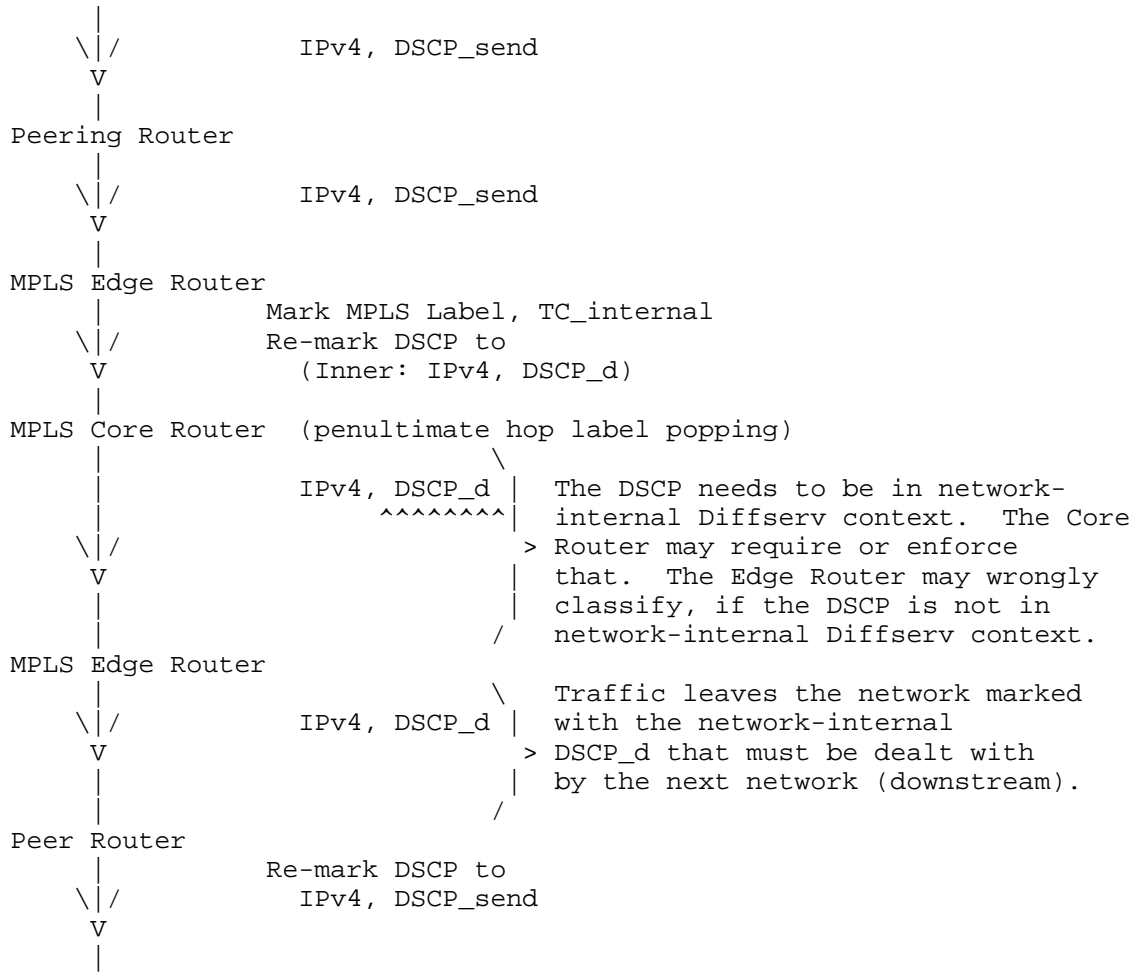 |
\|/ IPv4, DSCP_send
V
|
Peering Router
|
\|/ IPv4, DSCP_send
V
|
MPLS Edge Router
| Mark MPLS Label, TC_internal
\|/ Re-mark DSCP to
V (Inner: IPv4, DSCP_d)
|
MPLS Core Router (penultimate hop label popping)
| \
| IPv4, DSCP_d | The DSCP needs to be in network-
| ^^^^^^^^| internal Diffserv context. The Core
\|/ > Router may require or enforce
V | that. The Edge Router may wrongly
| | classify, if the DSCP is not in
| / network-internal Diffserv context.
MPLS Edge Router
| \ Traffic leaves the network marked
\|/ IPv4, DSCP_d | with the network-internal
V > DSCP_d that must be dealt with
| | by the next network (downstream).
| /
Peer Router
| Re-mark DSCP to
\|/ IPv4, DSCP_send
V
|